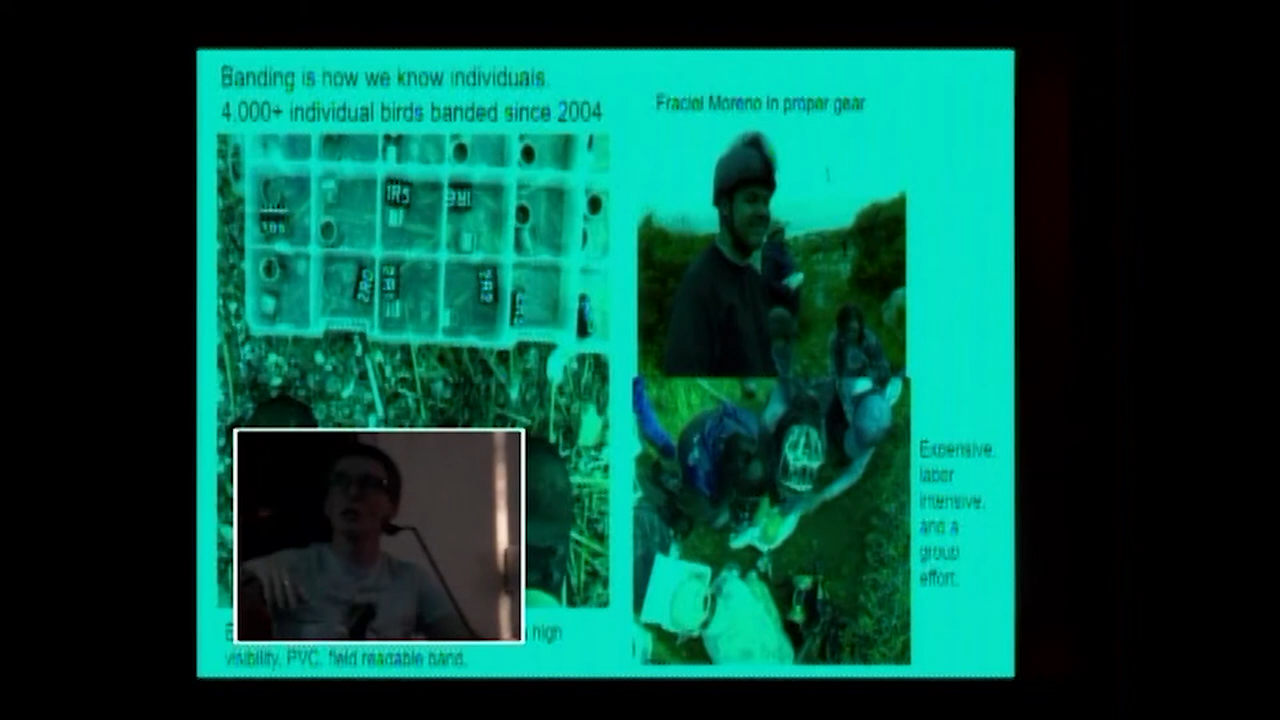 Banding is how we know individuals.
4,000+ individual birds banded since 2004
Fraciel Moreno in proper gear
1R5
Expensive,
labor
intensive,
and a
group
effort.
high
visibility, PVC, field readable band.